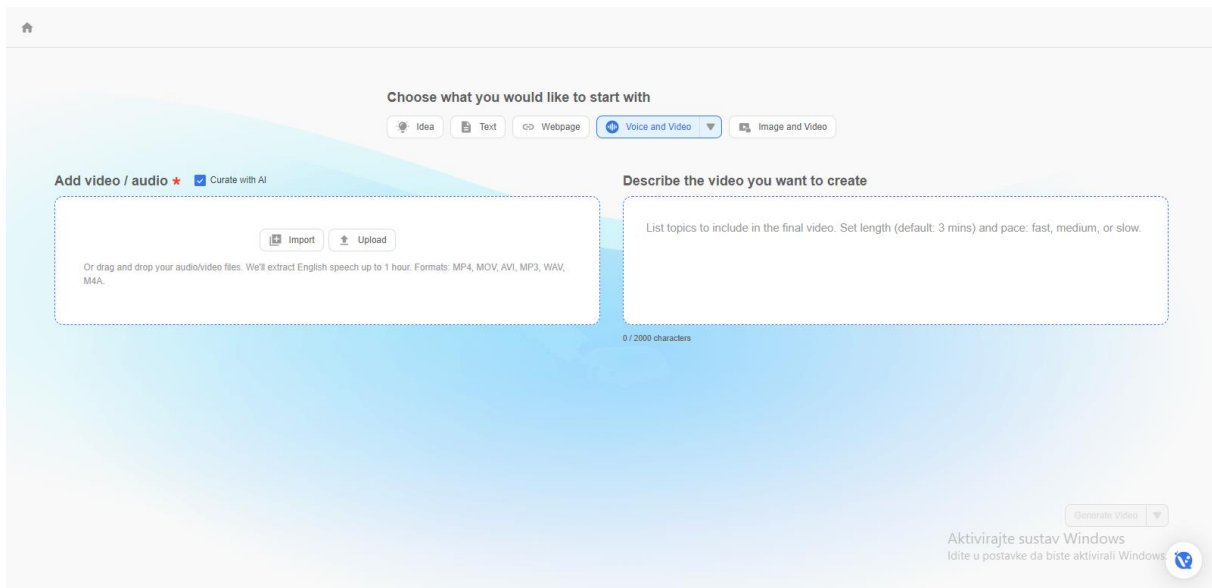 Choose what you would like to start with
Idea
Text
Webpage
Voice and Video
Image and Video
Add video / audio *
Curate with AI
Describe the video you want to create
Import
Upload
Or drag and drop your audio/video files. We'll extract English speech up to 1 hour. Formats: MP4, MOV, AVI, MP3, WAV,
M4A.
List topics to include in the final video. Set length (default: 3 mins) and pace: fast, medium, or slow.
0 / 2000 characters
Generate Video
Aktivirajte sustav Windows
Idite u postavke da biste aktivirali Windows